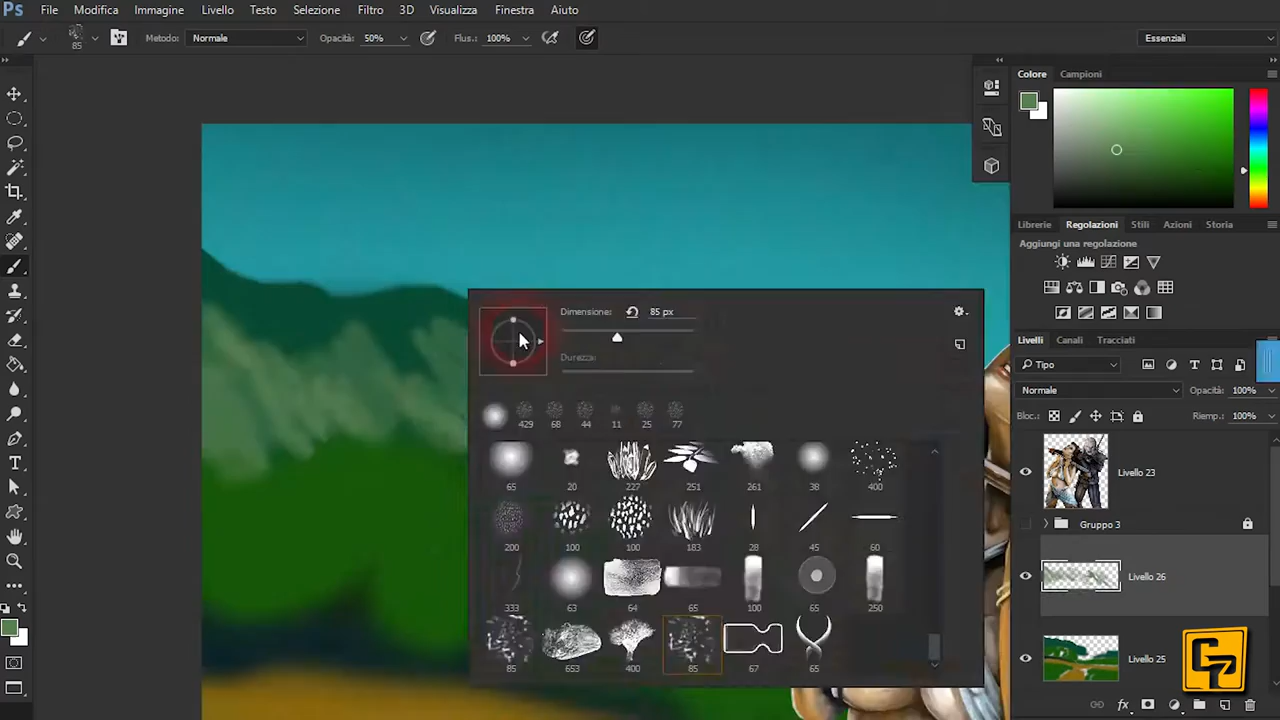 Ps File Modifica Immagine Livello Testo Selezione Filtro 3D Visualizza Finestra Aiuto
85 Metodo: Normale Opacità: 50% Flus.: 100% Essenziali
Colore Campioni
Librerie Regolazioni Stili Azioni Storia
Aggiungi una regolazione
Dimensione: 85 px
Durezza:
Livelli Canali Tracciati
Tipo
Normale Opacità: 100%
Bloc.: Riemp.: 100%
429 68 44 11 25 77
65 20 227 251 261 38 400
200 100 100 183 28 45 60
333 63 64 65 100 65 250
85 653 400 85 67 65
Livello 23
Gruppo 3
Livello 26
Livello 25